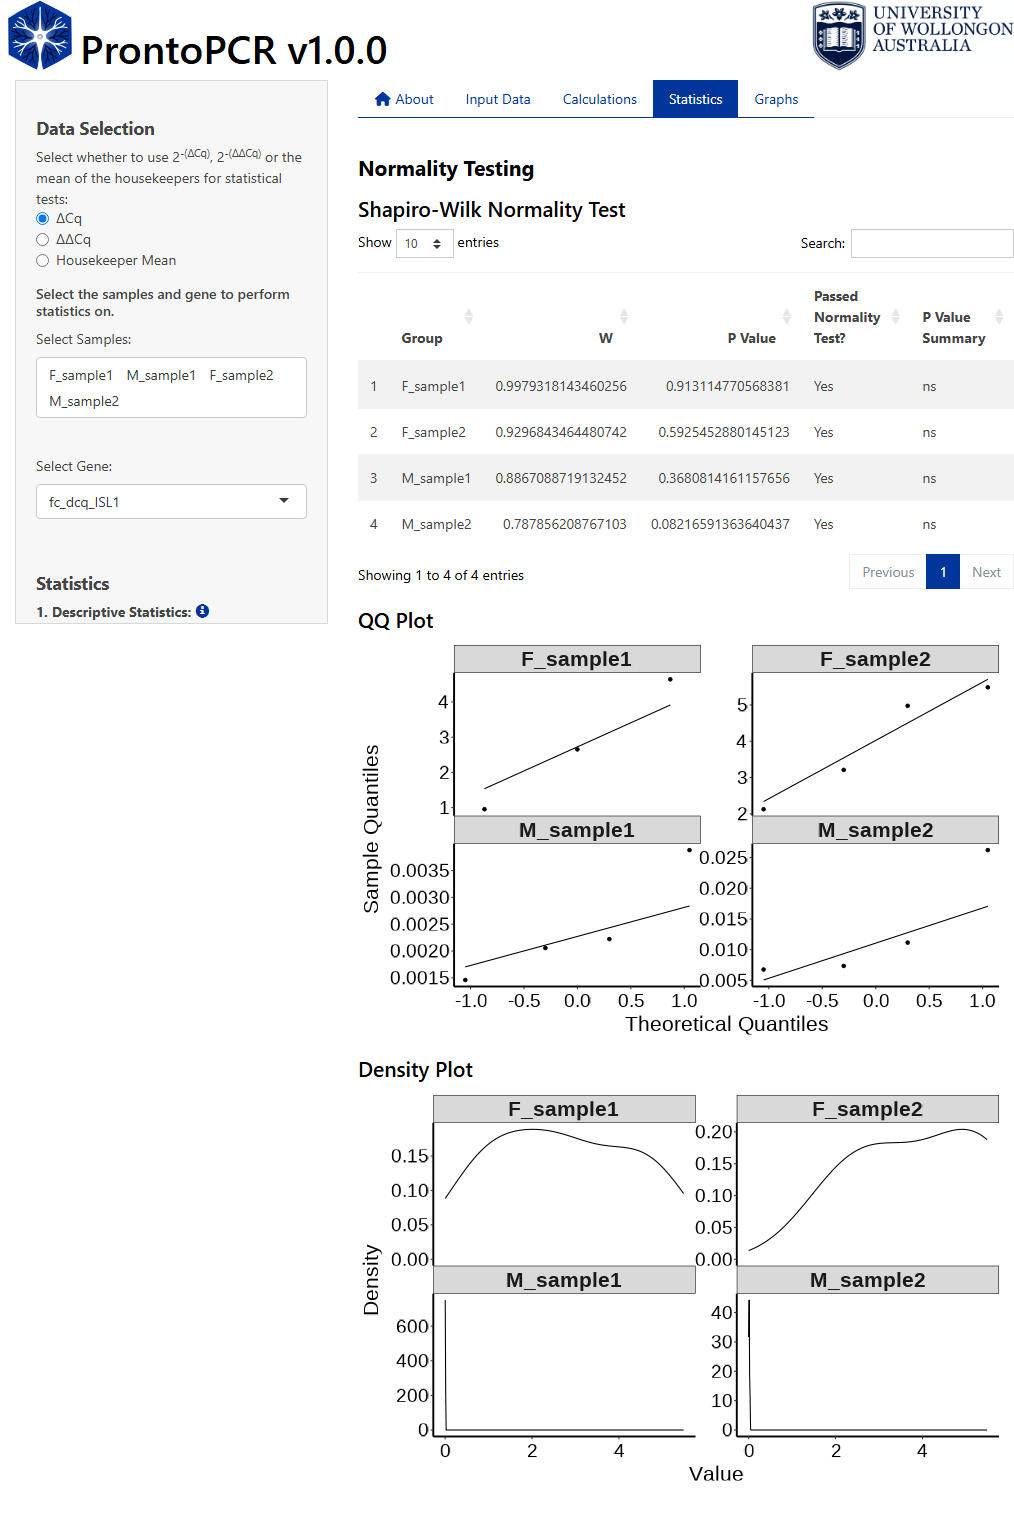 ProntoPCR v1.0.0
UNIVERSITY
OF WOLLONGONG
AUSTRALIA
Data Selection
Select whether to use 2-(ΔCq), 2-(ΔΔCq) or the
mean of the housekeepers for statistical
tests:
ΔCq
ΔΔCq
Housekeeper Mean
Select the samples and gene to perform
statistics on.
Select Samples:
F_sample1 M_sample1 F_sample2
M_sample2
Select Gene:
fc_dcq_ISL1
Statistics
1. Descriptive Statistics:
About Input Data Calculations Statistics Graphs
Normality Testing
Shapiro-Wilk Normality Test
Show 10 entries Search:
Group W P Value Passed Normality Test? P Value Summary
1 F_sample1 0.9979318143460256 0.913114770568381 Yes ns
2 F_sample2 0.9296843464480742 0.5925452880145123 Yes ns
3 M_sample1 0.8867088719132452 0.3680814161157656 Yes ns
4 M_sample2 0.787856208767103 0.08216591363640437 Yes ns
Showing 1 to 4 of 4 entries Previous 1 Next
QQ Plot
F_sample1 F_sample2
4
3
2
1
5
4
3
2
Sample Quantiles
M_sample1 M_sample2
0.0035
0.0030
0.0025
0.0020
0.0015
0.025
0.020
0.015
0.010
0.005
-1.0 -0.5 0.0 0.5 1.0 -1.0 -0.5 0.0 0.5 1.0
Theoretical Quantiles
Density Plot
F_sample1 F_sample2
0.15
0.10
0.05
0.00
0.20
0.15
0.10
0.05
0.00
Density
M_sample1 M_sample2
600
400
200
0
40
30
20
10
0
0 2 4 0 2 4
Value